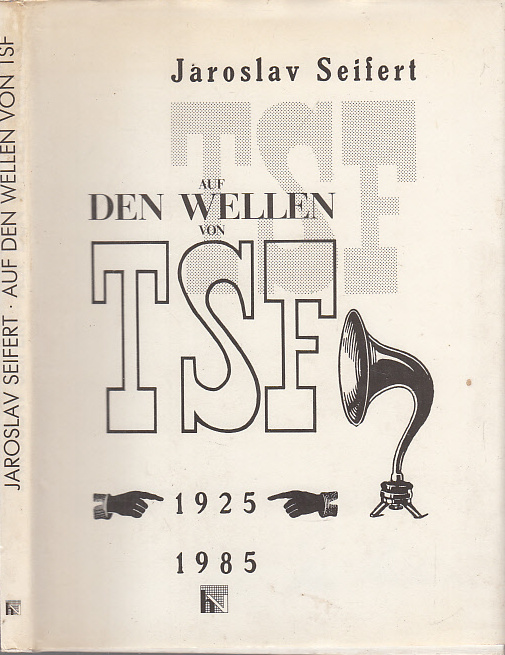 JAROSLAV SEIFERT · AUF DEN WELLEN VON TSF
Jaroslav Seifert
TSF
AUF
DEN WELLEN
VON
TSF
1925
1985